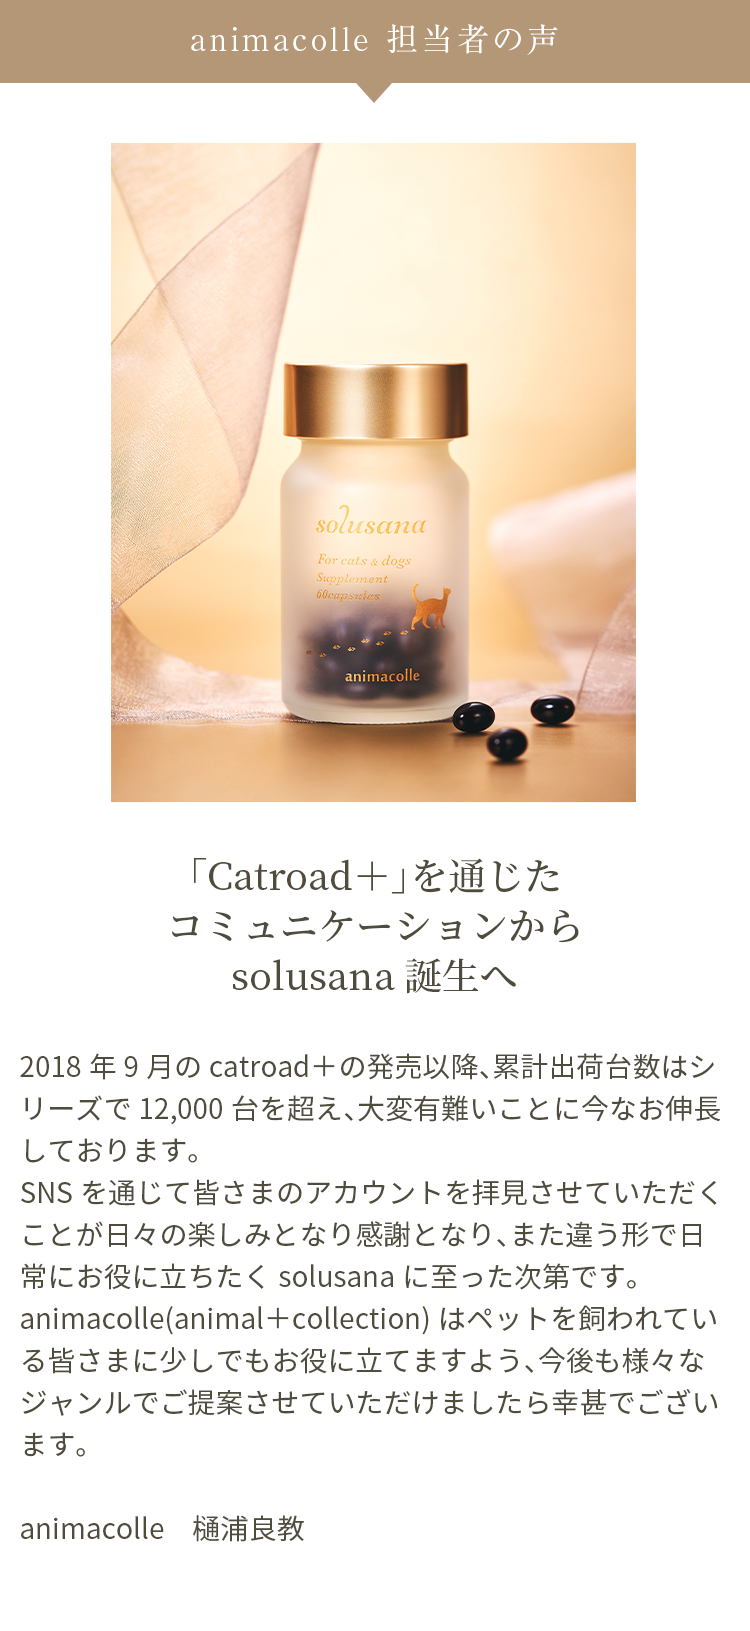 animacolle 担当者の声
solusana
For cats & dogs
Supplement
60capsules
animacolle
「Catroad＋」を通じた
コミュニケーションから
solusana 誕生へ
2018 年 9 月の catroad＋の発売以降、累計出荷台数はシ
リーズで 12,000 台を超え、大変有難いことに今なお伸長
しております。
SNS を通じて皆さまのアカウントを拝見させていただく
ことが日々の楽しみとなり感謝となり、また違う形で日
常にお役に立ちたく solusana に至った次第です。
animacolle(animal＋collection) はペットを飼われてい
る皆さまに少しでもお役に立てますよう、今後も様々な
ジャンルでご提案させていただけましたら幸甚でござい
ます。
animacolle　樋浦良教